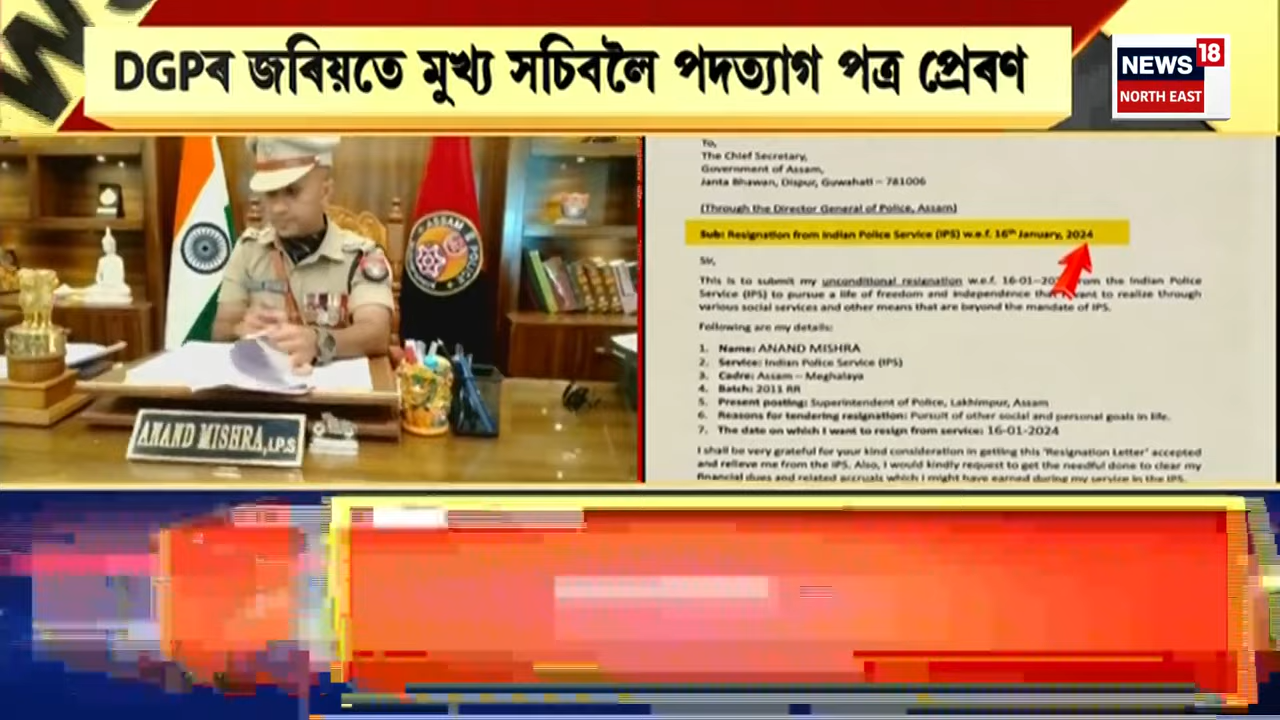 DGPৰ জৰিয়তে মুখ্য সচিবলৈ পদত্যাগ পত্ৰ প্ৰেৰণ
NEWS 18
NORTH EAST
ASSAM
POLICE
ANAND MISHRA, I.P.S
To,
The Chief Secretary,
Government of Assam,
Janta Bhawan, Dispur, Guwahati – 781006
(Through the Director General of Police, Assam)
Sub: Resignation from Indian Police Service (IPS) w.e.f. 16th January, 2024
Sir,
This is to submit my unconditional resignation w.e.f. 16-01- from the Indian Police
Service (IPS) to pursue a life of freedom and independence that want to realize through
various social services and other means that are beyond the mandate of IPS.
Following are my details:
1. Name: ANAND MISHRA
2. Service: Indian Police Service (IPS)
3. Cadre: Assam – Meghalaya
4. Batch: 2011 RR
5. Present posting: Superintendent of Police, Lakhimpur, Assam
6. Reasons for tendering resignation: Pursuit of other social and personal goals in life.
7. The date on which I want to resign from service: 16-01-2024
I shall be very grateful for your kind consideration in getting this 'Resignation Letter' accepted
and relieve me from the IPS. Also, I would kindly request to get the needful done to clear my
financial dues and related accruals which I might have earned during my service in the IPS.